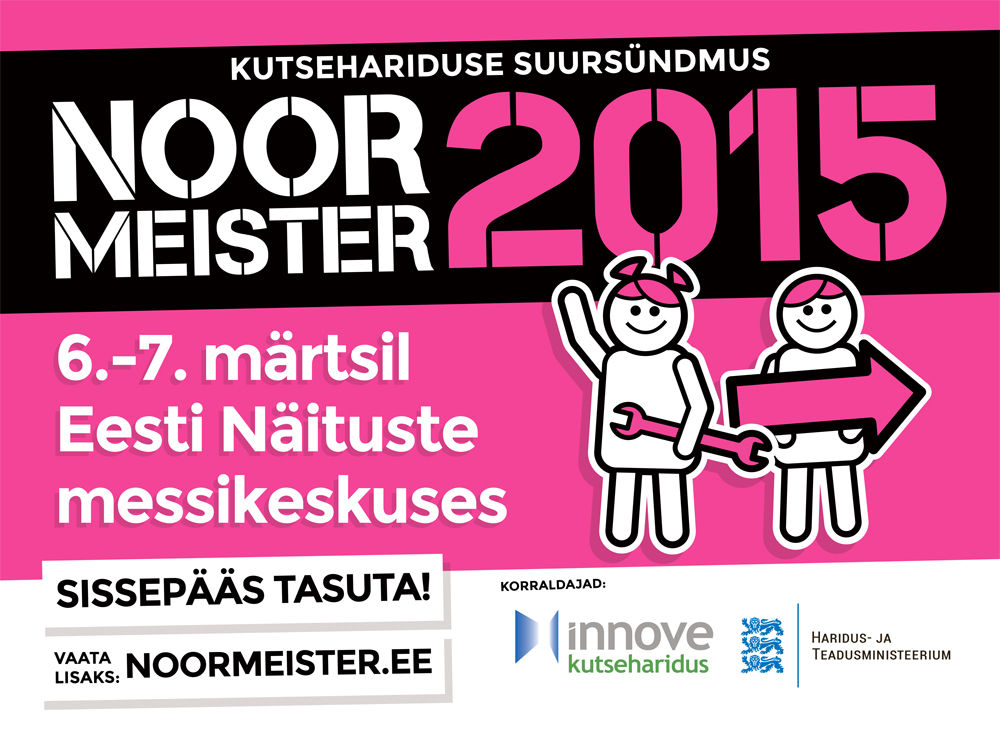 KUTSEHARIDUSE SUURSÜNDMUS
NOOR
MEISTER
2015
6.-7. märtsil
Eesti Näituste
messikeskuses
SISSEPÄÄS TASUTA!
VAATA
LISAKS: NOORMEISTER.EE
KORRALDAJAD:
innove
kutseharidus
HARIDUS- JA
TEADUSMINISTEERIUM